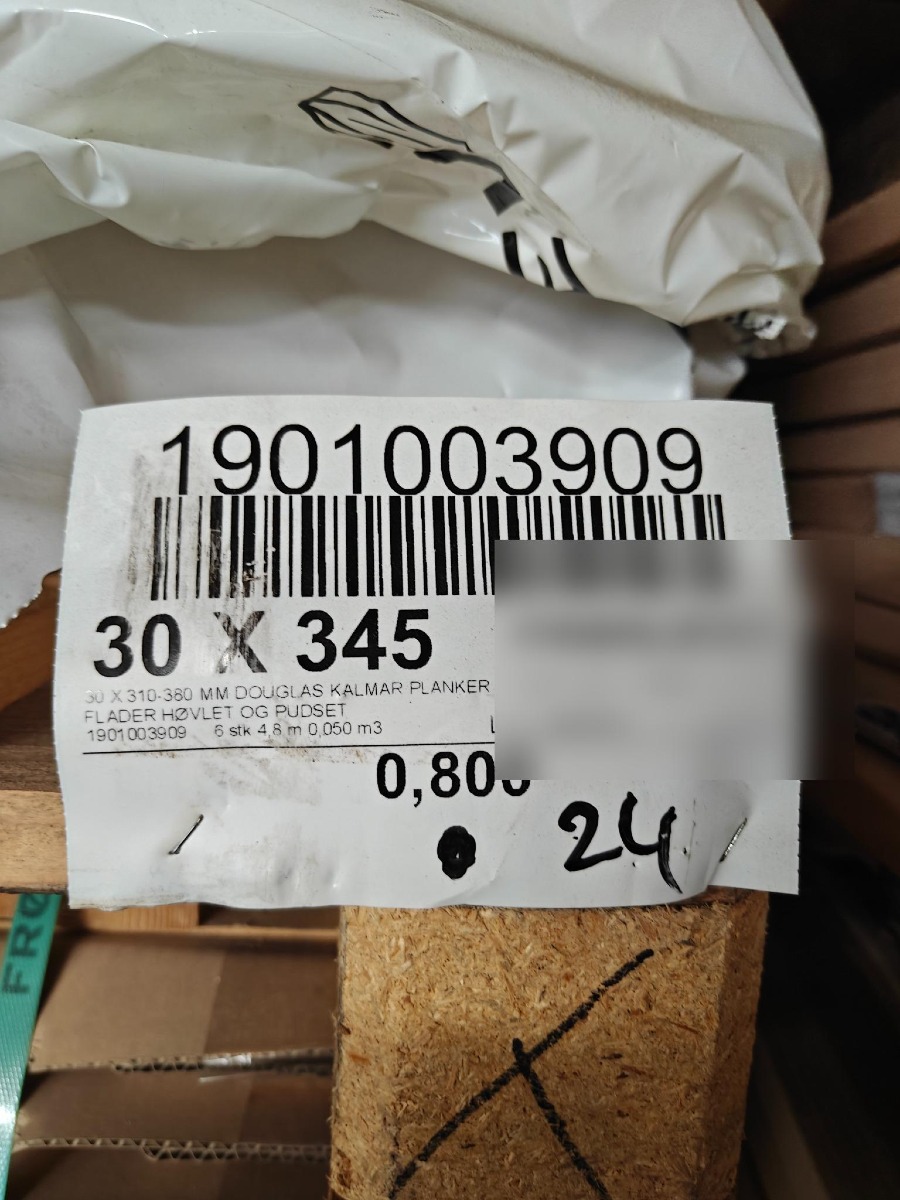 1901003909
30 X 345
30 X 310-380 MM DOUGLAS KALMAR PLANKER
FLADER HØVLET OG PUDSET
1901003909 6 stk 4,8 m 0,050 m3
24
FRØ